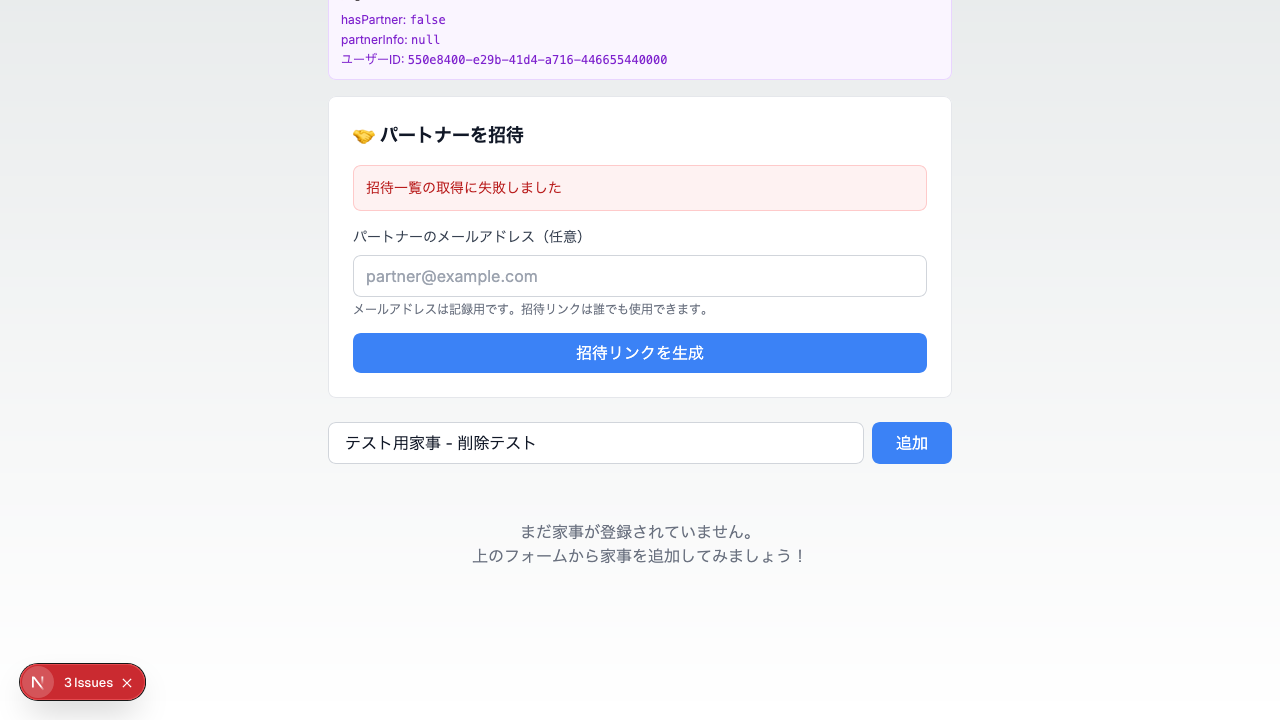 hasPartner: false
partnerInfo: null
ユーザーID: 550e8400-e29b-41d4-a716-446655440000
🤝 パートナーを招待
招待一覧の取得に失敗しました
パートナーのメールアドレス（任意）
partner@example.com
メールアドレスは記録用です。招待リンクは誰でも使用できます。
招待リンクを生成
テスト用家事 - 削除テスト
追加
まだ家事が登録されていません。
上のフォームから家事を追加してみましょう！
N 3 Issues ×